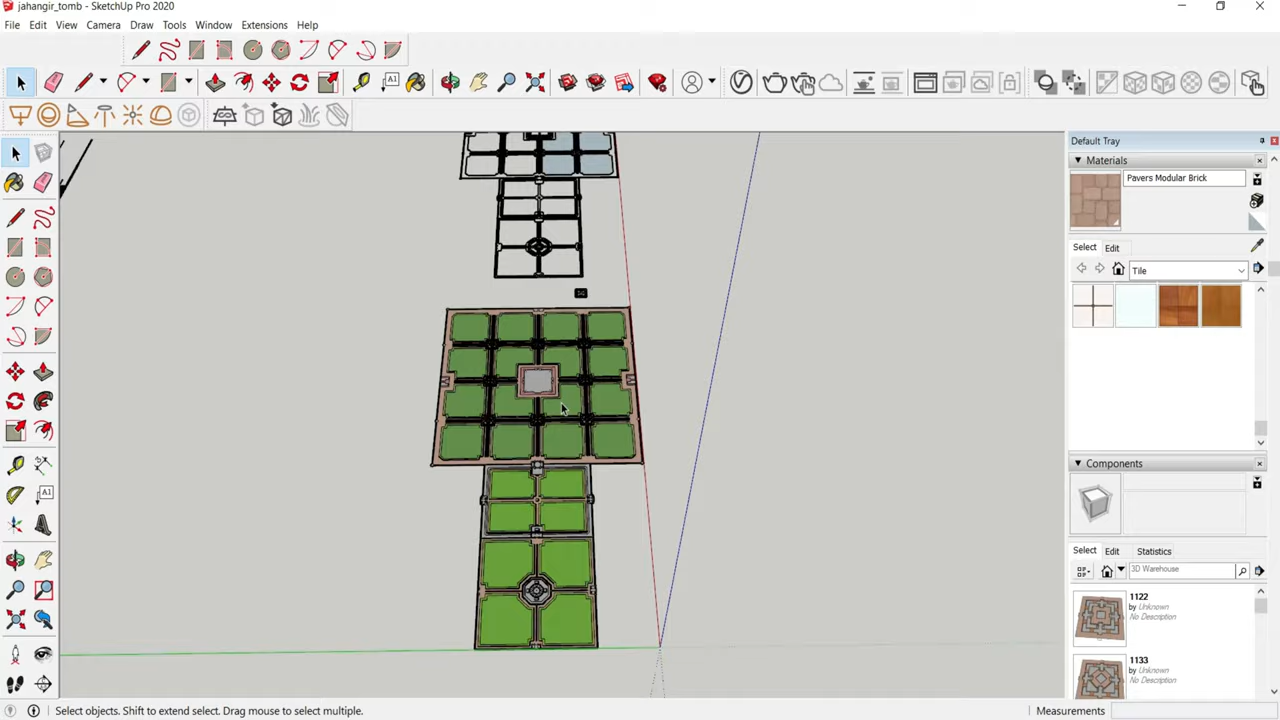 jahangir_tomb - SketchUp Pro 2020
File Edit View Camera Draw Tools Window Extensions Help
Default Tray
Materials
Pavers Modular Brick
Select Edit
Tile
Components
Select Edit Statistics
3D Warehouse
1122
by Unknown
No Description
1133
by Unknown
No Description
Select objects. Shift to extend select. Drag mouse to select multiple.
Measurements